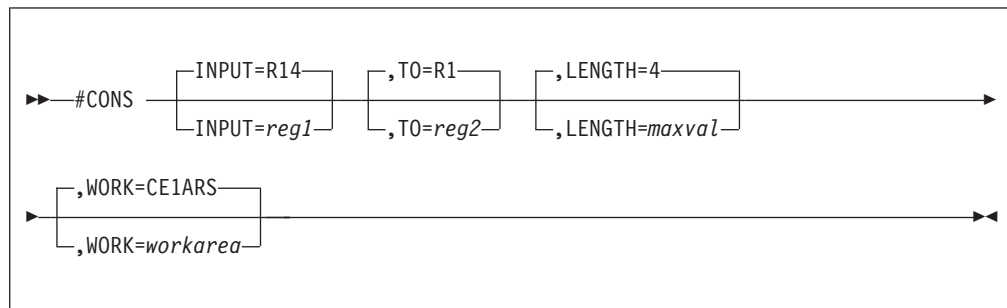 INPUT=R14 ,TO=R1 ,LENGTH=4
#CONS
INPUT=reg1 ,TO=reg2 ,LENGTH=maxval
,WORK=CE1ARS
,WORK=workarea